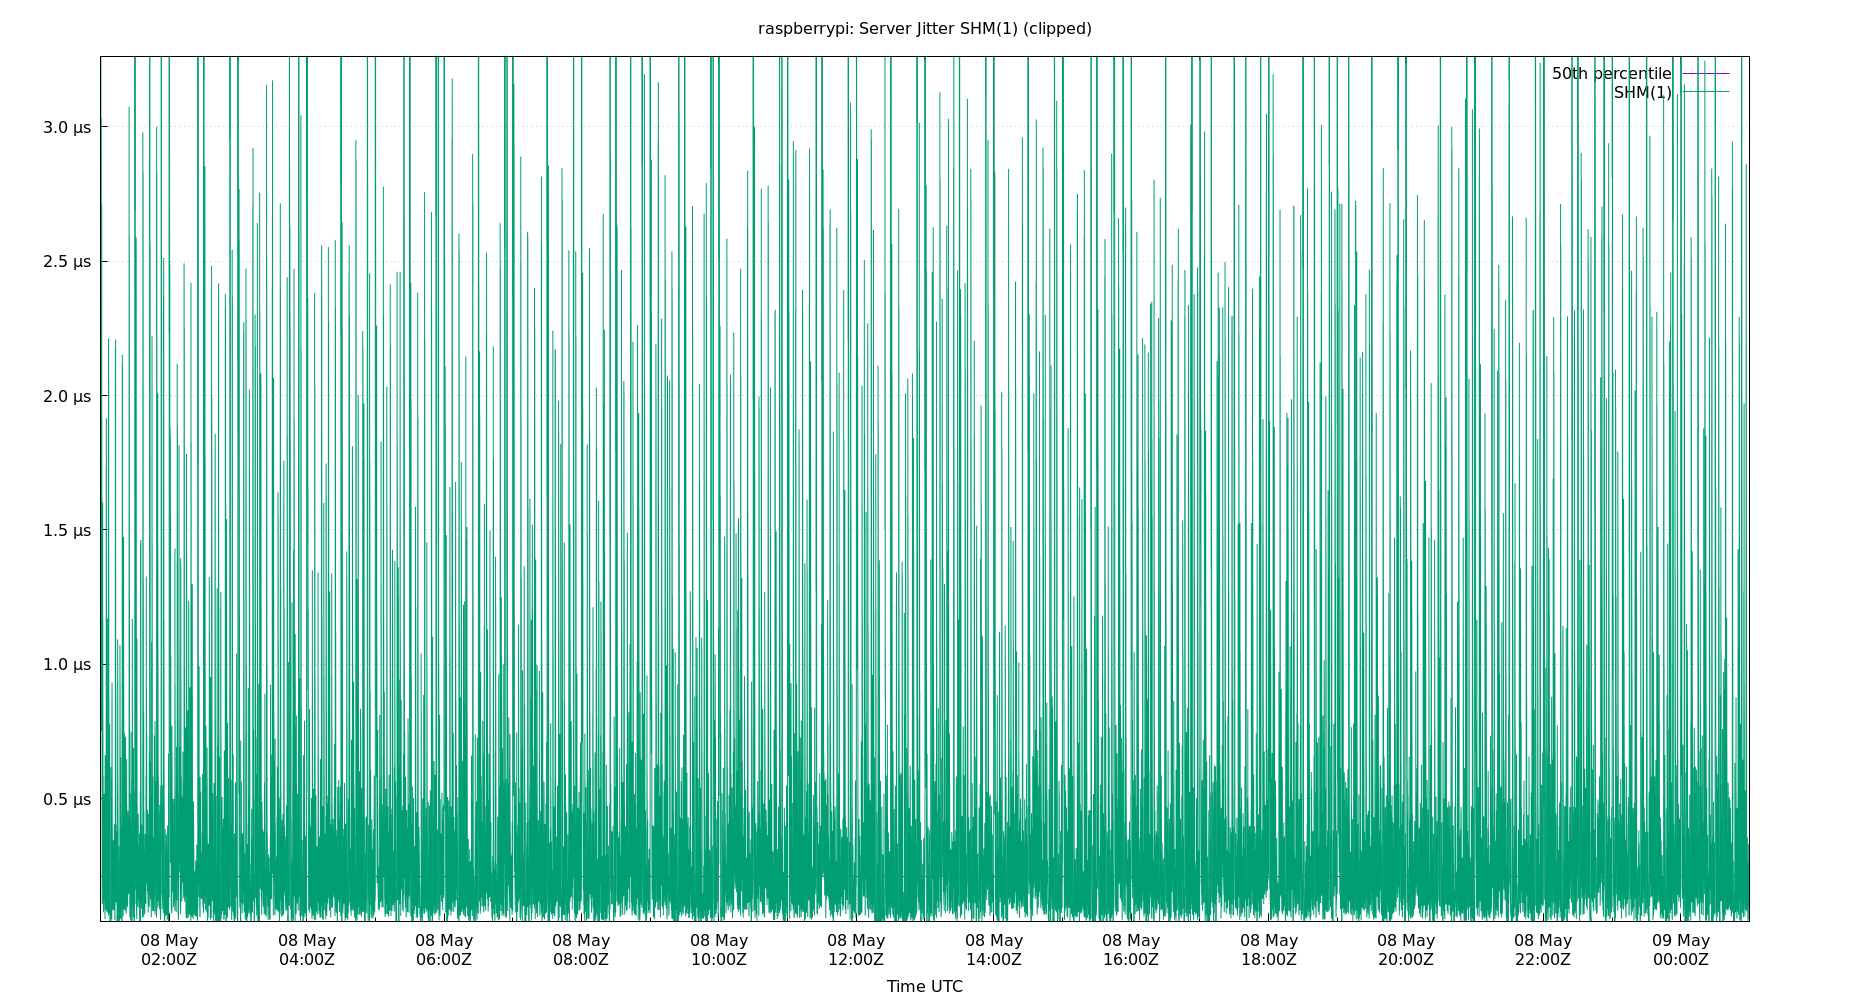 raspberrypi: Server Jitter SHM(1) (clipped)
50th percentile
SHM(1)
3.0 µs
2.5 µs
2.0 µs
1.5 µs
1.0 µs
0.5 µs
08 May 08 May 08 May 08 May 08 May 08 May 08 May 08 May 08 May 08 May 08 May 09 May
02:00Z 04:00Z 06:00Z 08:00Z 10:00Z 12:00Z 14:00Z 16:00Z 18:00Z 20:00Z 22:00Z 00:00Z
Time UTC